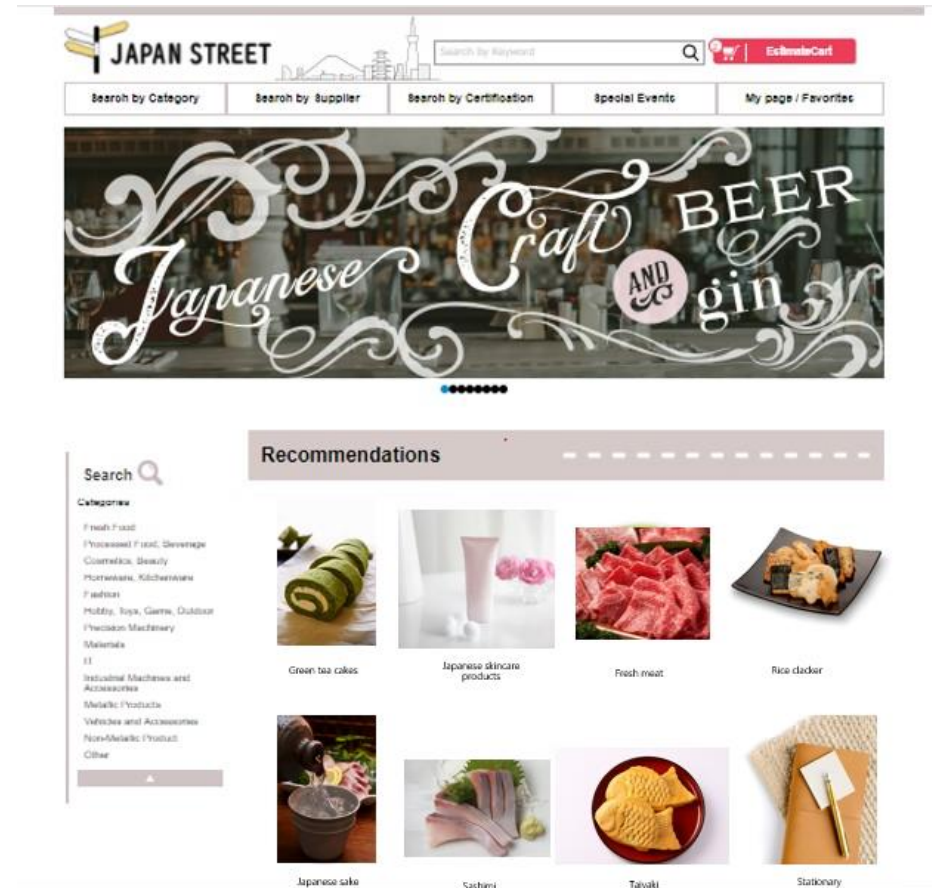 JAPAN STREET
Search by Keyword
EstimateCart
Search by Category
Search by Supplier
Search by Certification
Special Events
My page / Favorites
Japanese Craft BEER
AND
gin
Recommendations
Search
Categories
Fresh Food
Processed Food, Beverage
Cosmetics, Beauty
Homeware, Kitchenware
Fashion
Hobby, Toys, Game, Outdoor
Precision Machinery
Materials
IT
Industrial Machines and
Accessories
Metallic Products
Vehicles and Accessories
Non-Metallic Product
Other
Green tea cakes
Japanese skincare
products
Fresh meat
Rice clacker
Japanese sake
Sashimi
Taiyaki
Stationary